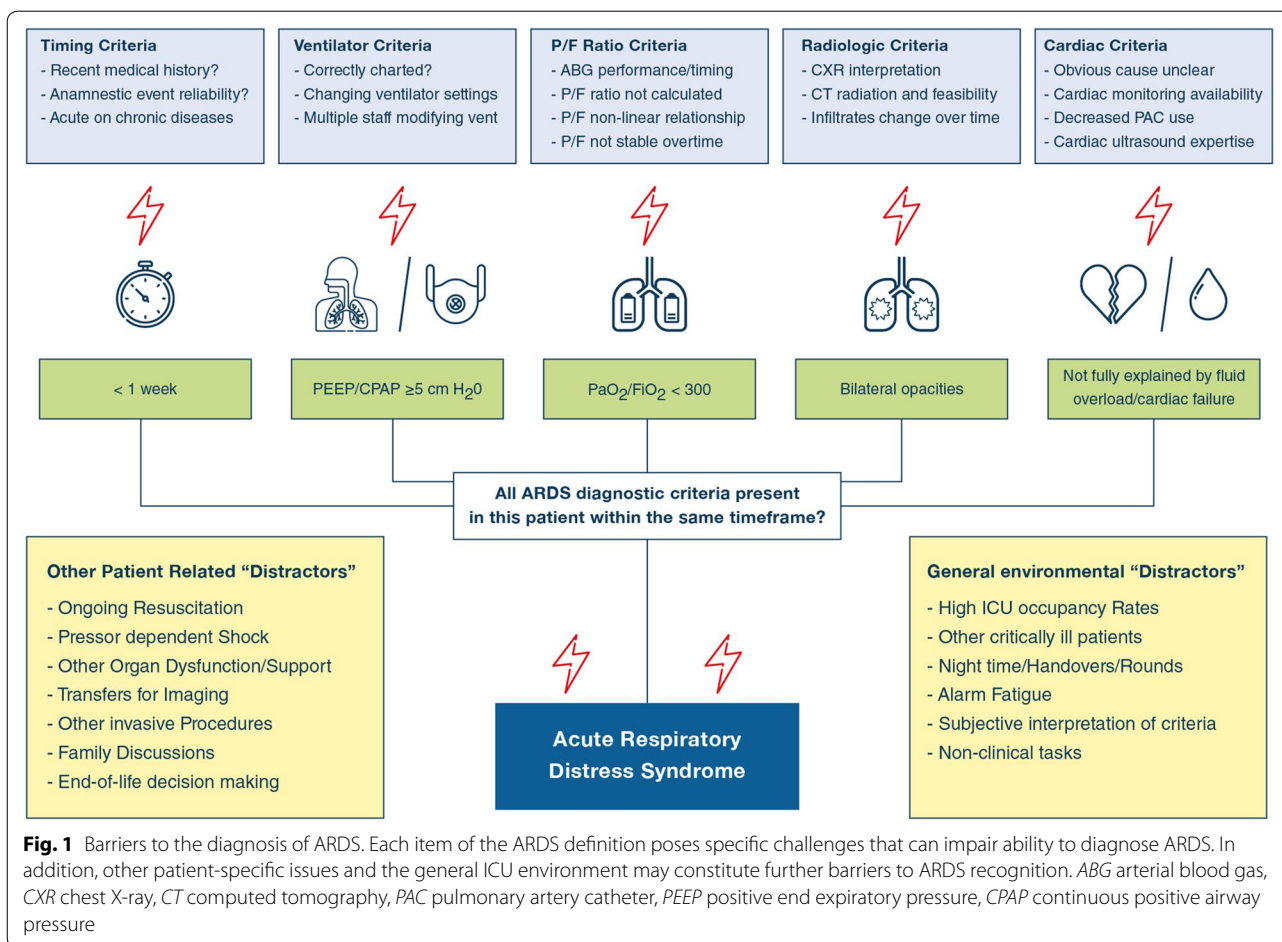 Timing Criteria
- Recent medical history?
- Anamnestic event reliability?
- Acute on chronic diseases
Ventilator Criteria
- Correctly charted?
- Changing ventilator settings
- Multiple staff modifying vent
P/F Ratio Criteria
- ABG performance/timing
- P/F ratio not calculated
- P/F non-linear relationship
- P/F not stable overtime
Radiologic Criteria
- CXR interpretation
- CT radiation and feasibility
- Infiltrates change over time
Cardiac Criteria
- Obvious cause unclear
- Cardiac monitoring availability
- Decreased PAC use
- Cardiac ultrasound expertise
< 1 week
PEEP/CPAP ≥5 cm H₂0
PaO₂/FiO₂ < 300
Bilateral opacities
Not fully explained by fluid
overload/cardiac failure
All ARDS diagnostic criteria present
in this patient within the same timeframe?
Other Patient Related “Distractors”
- Ongoing Resuscitation
- Pressor dependent Shock
- Other Organ Dysfunction/Support
- Transfers for Imaging
- Other invasive Procedures
- Family Discussions
- End-of-life decision making
General environmental “Distractors”
- High ICU occupancy Rates
- Other critically ill patients
- Night time/Handovers/Rounds
- Alarm Fatigue
- Subjective interpretation of criteria
- Non-clinical tasks
Acute Respiratory
Distress Syndrome
Fig. 1 Barriers to the diagnosis of ARDS. Each item of the ARDS definition poses specific challenges that can impair ability to diagnose ARDS. In
addition, other patient-specific issues and the general ICU environment may constitute further barriers to ARDS recognition. ABG arterial blood gas,
CXR chest X-ray, CT computed tomography, PAC pulmonary artery catheter, PEEP positive end expiratory pressure, CPAP continuous positive airway
pressure